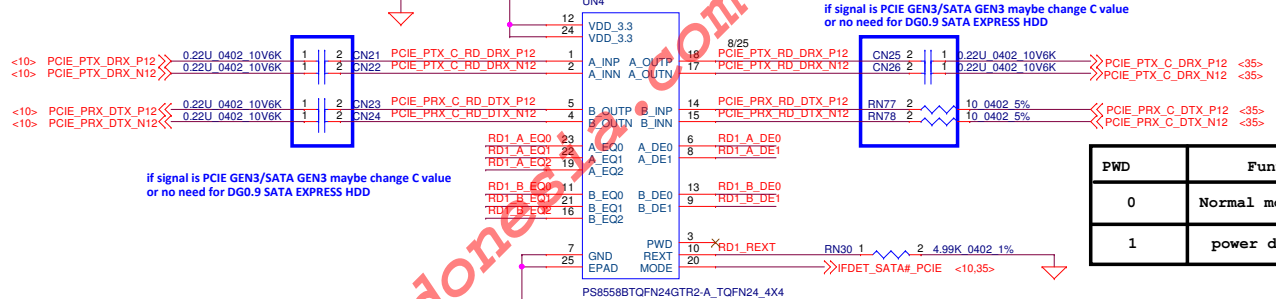 UN4
if signal is PCIE GEN3/SATA GEN3 maybe change C value
or no need for DG0.9 SATA EXPRESS HDD
12 VDD_3.3
24 VDD_3.3
8/25
<10> PCIE_PTX_DRX_P12 0.22U_0402_10V6K 1 2 CN21 PCIE_PTX_C_RD_DRX_P12 1 A_INP A_OUTP 18 PCIE_PTX_RD_DRX_P12 CN25 2 1 0.22U_0402_10V6K PCIE_PTX_C_DRX_P12 <35>
<10> PCIE_PTX_DRX_N12 0.22U_0402_10V6K 1 2 CN22 PCIE_PTX_C_RD_DRX_N12 2 A_INN A_OUTN 17 PCIE_PTX_RD_DRX_N12 CN26 2 1 0.22U_0402_10V6K PCIE_PTX_C_DRX_N12 <35>
<10> PCIE_PRX_DTX_P12 0.22U_0402_10V6K 1 2 CN23 PCIE_PRX_C_RD_DTX_P12 5 B_OUTP B_INP 14 PCIE_PRX_RD_DTX_P12 RN77 2 1 0_0402_5% PCIE_PRX_C_DTX_P12 <35>
<10> PCIE_PRX_DTX_N12 0.22U_0402_10V6K 1 2 CN24 PCIE_PRX_C_RD_DTX_N12 4 B_OUTN B_INN 15 PCIE_PRX_RD_DTX_N12 RN78 2 1 0_0402_5% PCIE_PRX_C_DTX_N12 <35>
RD1_A_EQ0 23 A_EQ0 A_DE0 6 RD1_A_DE0
RD1_A_EQ1 22 A_EQ1 A_DE1 8 RD1_A_DE1
RD1_A_EQ2 19 A_EQ2
if signal is PCIE GEN3/SATA GEN3 maybe change C value
or no need for DG0.9 SATA EXPRESS HDD
RD1_B_EQ0 11 B_EQ0 B_DE0 13 RD1_B_DE0
RD1_B_EQ1 21 B_EQ1 B_DE1 9 RD1_B_DE1
RD1_B_EQ2 16 B_EQ2
PWD 3
7 GND REXT 10 RD1_REXT RN30 1 2 4.99K_0402_1%
25 EPAD MODE 20 IFDET_SATA#_PCIE <10,35>
PS8558BTQFN24GTR2-A_TQFN24_4X4
PWD Fun
0 Normal m
1 power d
donesia.com